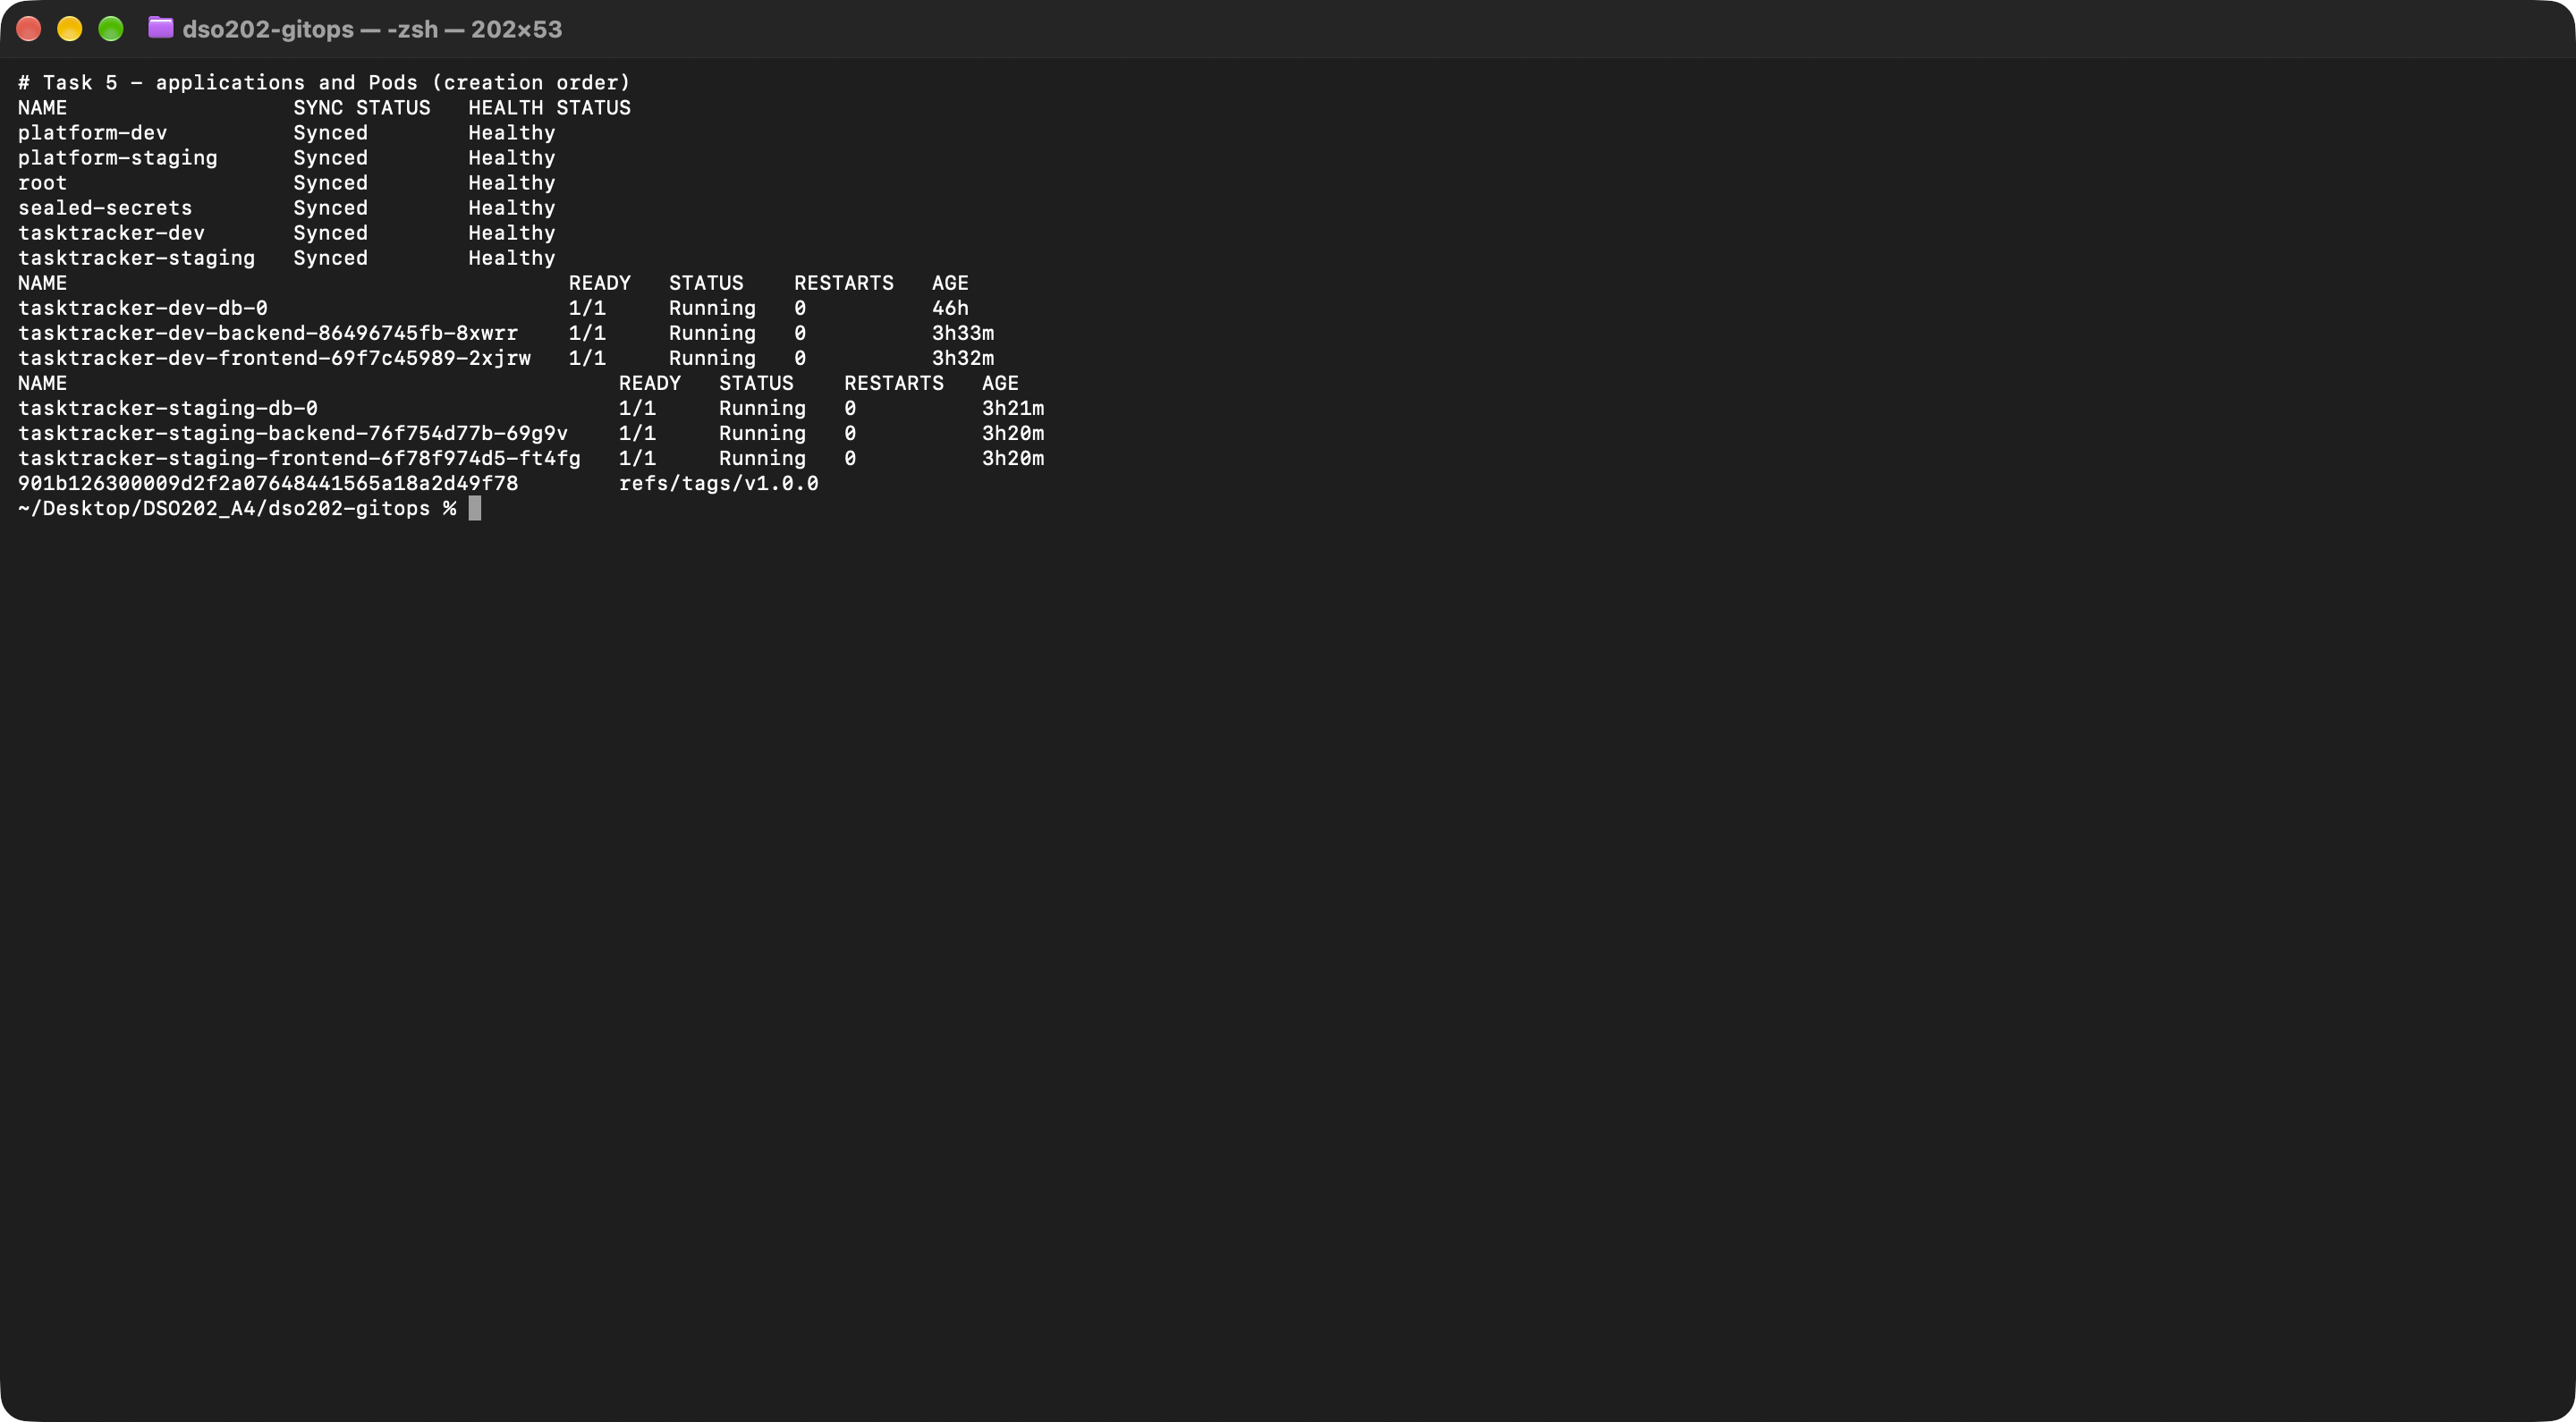 dso202-gitops — -zsh — 202×53
# Task 5 – applications and Pods (creation order)
NAME                  SYNC STATUS   HEALTH STATUS
platform-dev          Synced        Healthy
platform-staging      Synced        Healthy
root                  Synced        Healthy
sealed-secrets        Synced        Healthy
tasktracker-dev       Synced        Healthy
tasktracker-staging   Synced        Healthy
NAME                                        READY   STATUS    RESTARTS   AGE
tasktracker-dev-db-0                        1/1     Running   0          46h
tasktracker-dev-backend-86496745fb-8xwrr    1/1     Running   0          3h33m
tasktracker-dev-frontend-69f7c45989-2xjrw   1/1     Running   0          3h32m
NAME                                            READY   STATUS    RESTARTS   AGE
tasktracker-staging-db-0                        1/1     Running   0          3h21m
tasktracker-staging-backend-76f754d77b-69g9v    1/1     Running   0          3h20m
tasktracker-staging-frontend-6f78f974d5-ft4fg   1/1     Running   0          3h20m
901b126300009d2f2a07648441565a18a2d49f78        refs/tags/v1.0.0
~/Desktop/DSO202_A4/dso202-gitops %